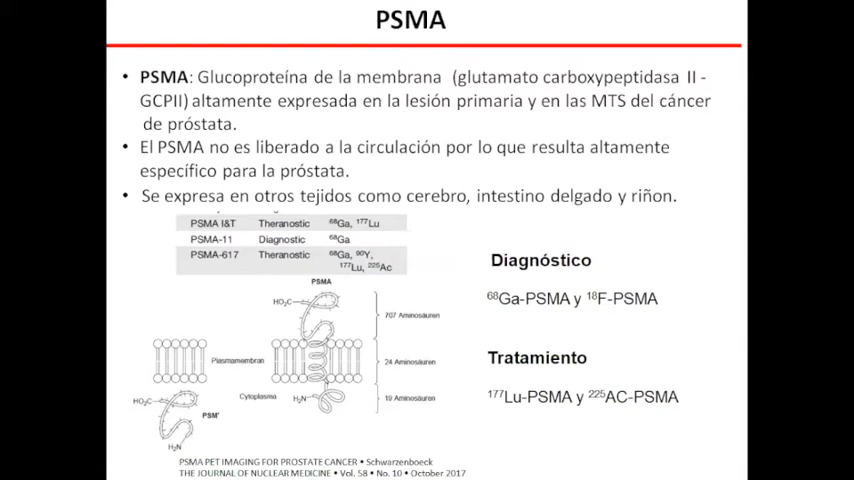 PSMA
• PSMA: Glucoproteína de la membrana (glutamato carboxypeptidasa II -
GCPII) altamente expresada en la lesión primaria y en las MTS del cáncer
de próstata.
• El PSMA no es liberado a la circulación por lo que resulta altamente
específico para la próstata.
• Se expresa en otros tejidos como cerebro, intestino delgado y riñon.
PSMA I&T Theranostic ⁶⁸Ga, ¹⁷⁷Lu
PSMA-11 Diagnostic ⁶⁸Ga
PSMA-617 Theranostic ⁶⁸Ga, ⁹⁰Y,
¹⁷⁷Lu, ²²⁵Ac
PSMA
HO₂C
707 Aminosäuren
Plasmamembran
24 Aminosäuren
Cytoplasma
H₂N
19 Aminosäuren
HO₂C
PSM'
H₂N
Diagnóstico
⁶⁸Ga-PSMA y ¹⁸F-PSMA
Tratamiento
¹⁷⁷Lu-PSMA y ²²⁵AC-PSMA
PSMA PET IMAGING FOR PROSTATE CANCER • Schwarzenboeck
THE JOURNAL OF NUCLEAR MEDICINE • Vol. 58 • No. 10 • October 2017